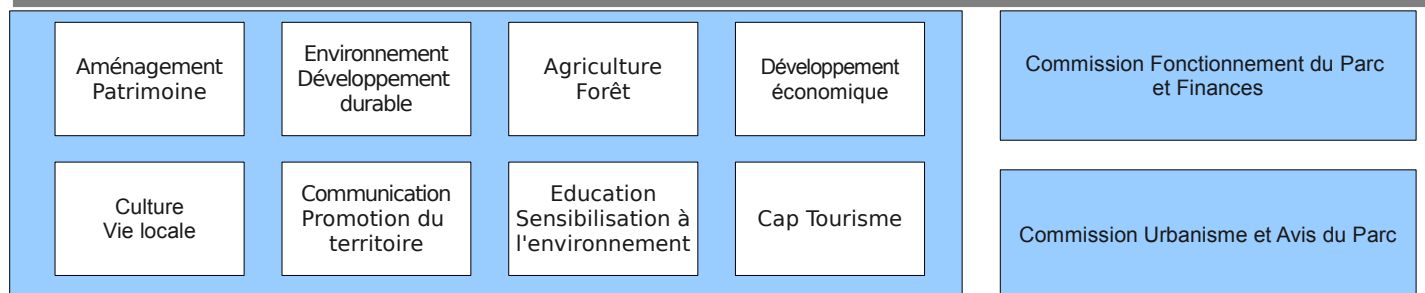 Aménagement
Patrimoine
Environnement
Développement
durable
Agriculture
Forêt
Développement
économique
Commission Fonctionnement du Parc
et Finances
Culture
Vie locale
Communication
Promotion du
territoire
Education
Sensibilisation à
l'environnement
Cap Tourisme
Commission Urbanisme et Avis du Parc